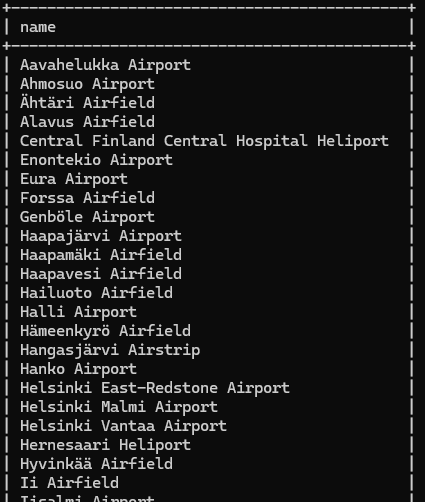 name
Aavahelukka Airport
Ahmosuo Airport
Ähtäri Airfield
Alavus Airfield
Central Finland Central Hospital Heliport
Enontekio Airport
Eura Airport
Forssa Airfield
Genböle Airport
Haapajärvi Airport
Haapamäki Airfield
Haapavesi Airfield
Hailuoto Airfield
Halli Airport
Hämeenkyrö Airfield
Hangasjärvi Airstrip
Hanko Airport
Helsinki East-Redstone Airport
Helsinki Malmi Airport
Helsinki Vantaa Airport
Hernesaari Heliport
Hyvinkää Airfield
Ii Airfield
Iisalmi Airport